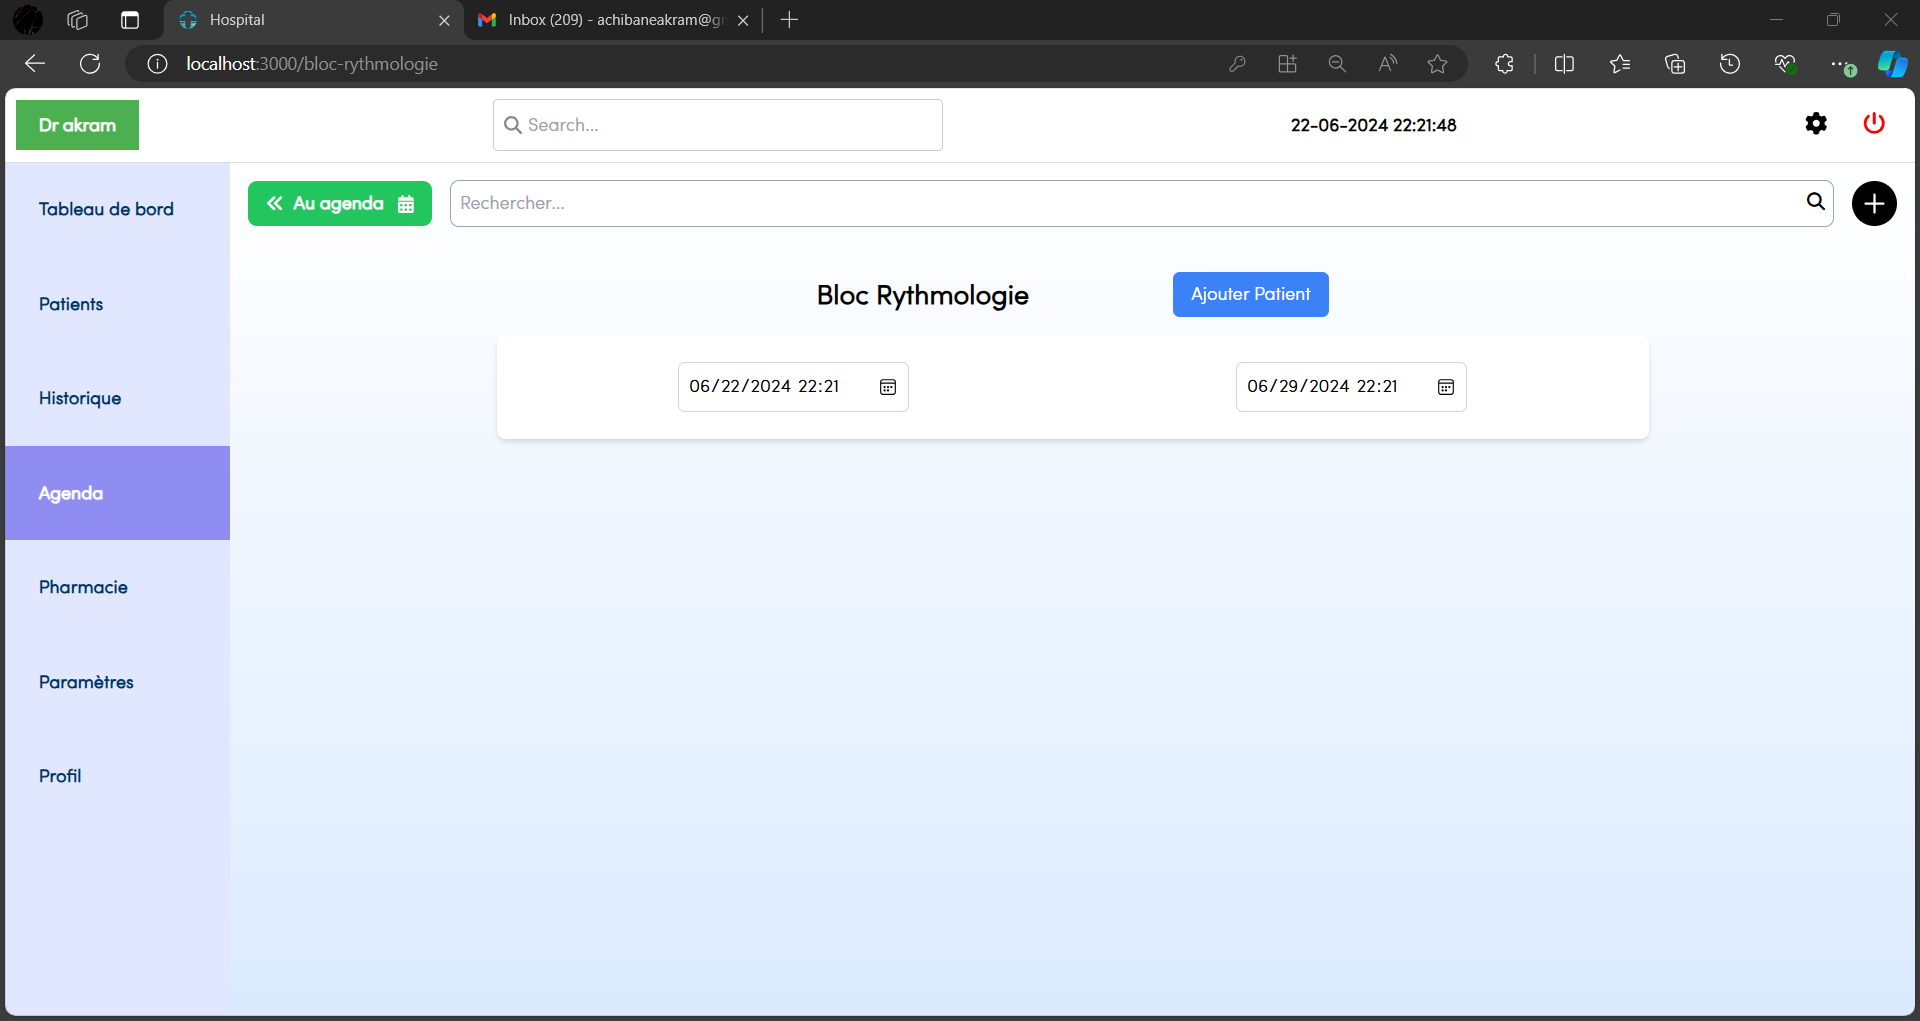 Hospital
Inbox (209) - achibaneakram@gr
localhost:3000/bloc-rythmologie
Dr akram
Search...
22-06-2024 22:21:48
Tableau de bord
Patients
Historique
Agenda
Pharmacie
Paramètres
Profil
Au agenda
Rechercher...
Bloc Rythmologie
Ajouter Patient
06/22/2024 22:21
06/29/2024 22:21